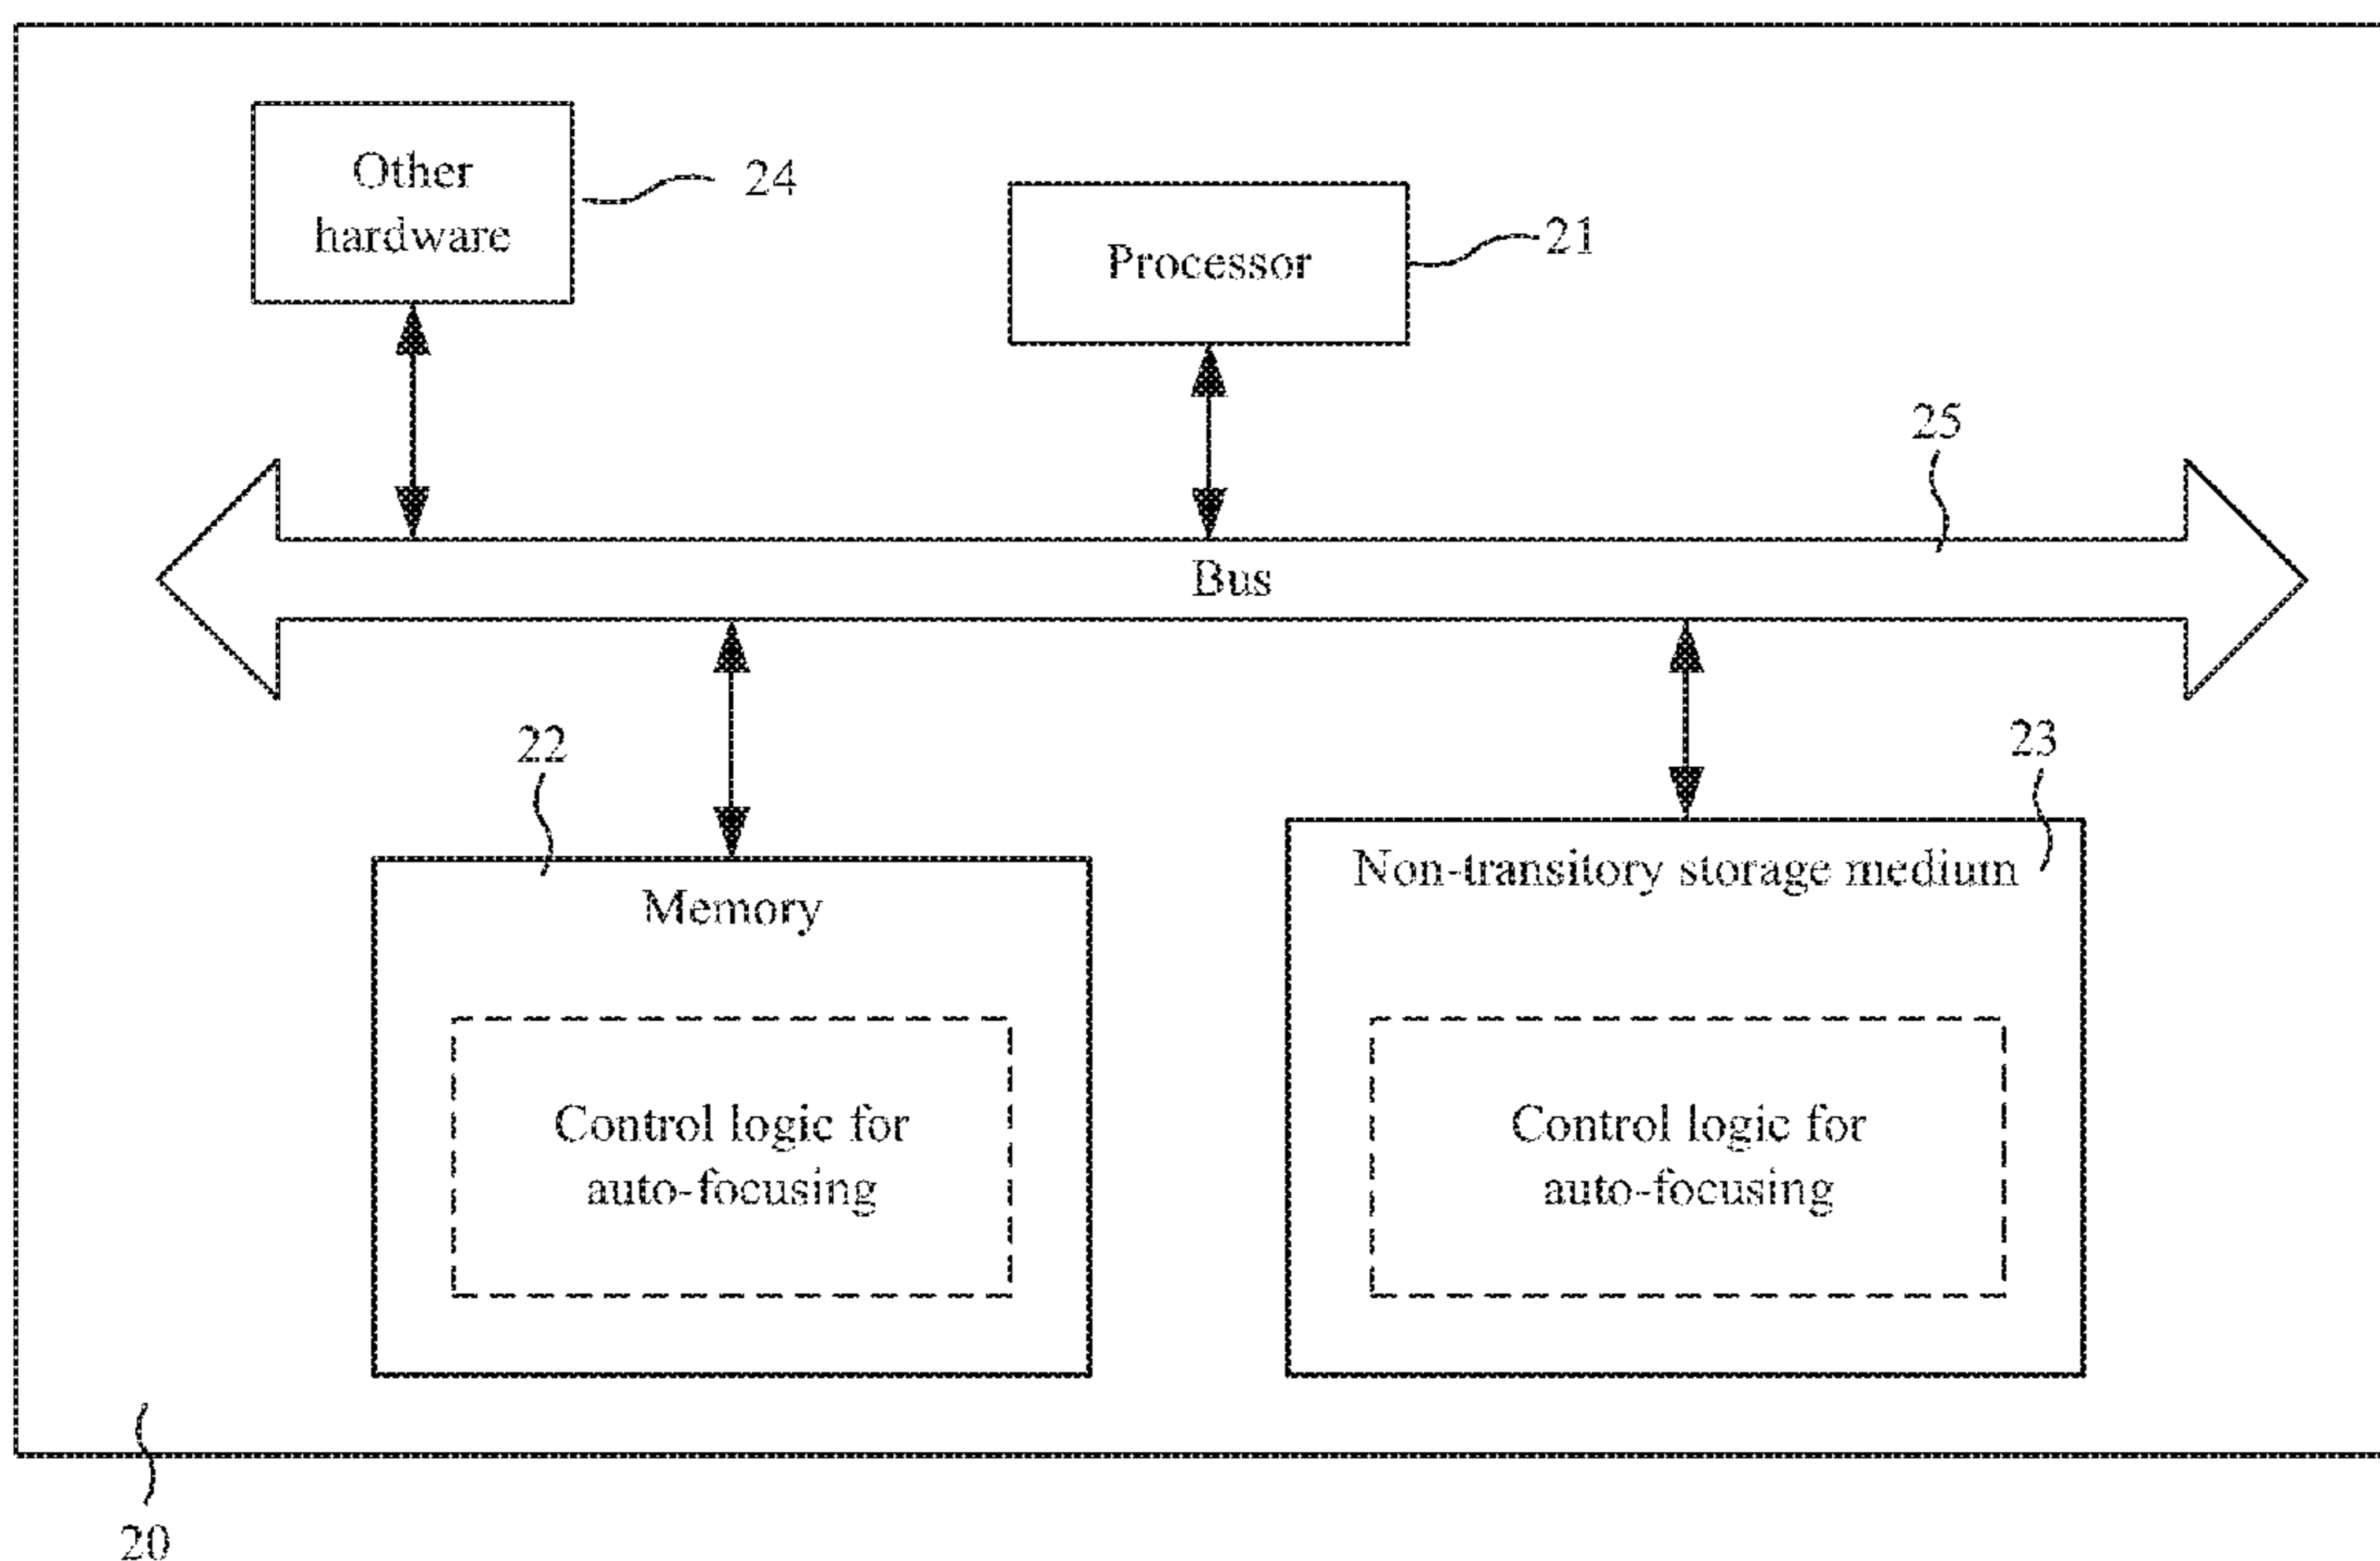 Other
hardware
24
Processor
21
25
Bus
22
23
Memory
Non-transitory storage medium
Control logic for
auto-focusing
Control logic for
auto-focusing
20